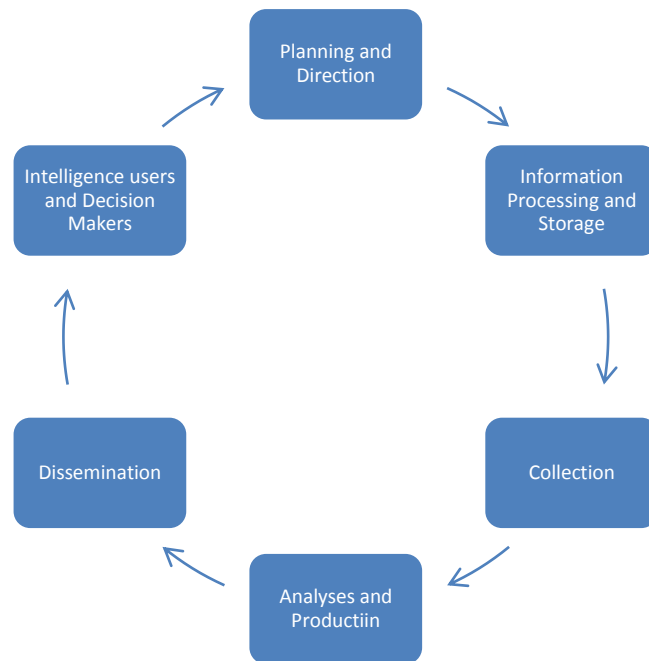 Planning and
Direction
Information
Processing and
Storage
Collection
Analyses and
Productiin
Dissemination
Intelligence users
and Decision
Makers